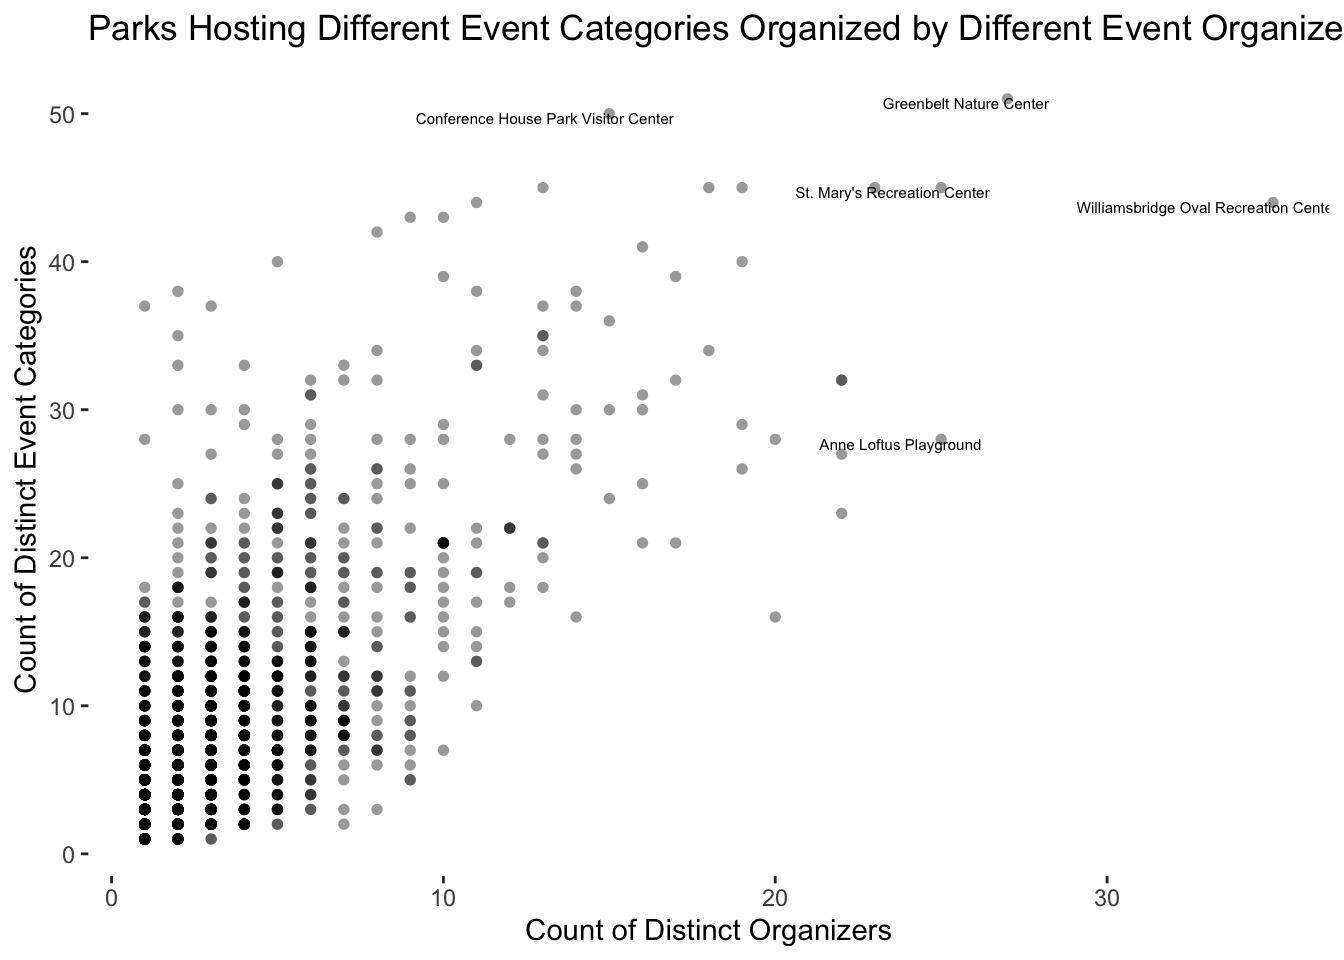 Parks Hosting Different Event Categories Organized by Different Event Organize
50
Greenbelt Nature Center
Conference House Park Visitor Center
St. Mary's Recreation Center
Williamsbridge Oval Recreation Cente
40
30
Anne Loftus Playground
20
10
0
Count of Distinct Event Categories
0 10 20 30
Count of Distinct Organizers